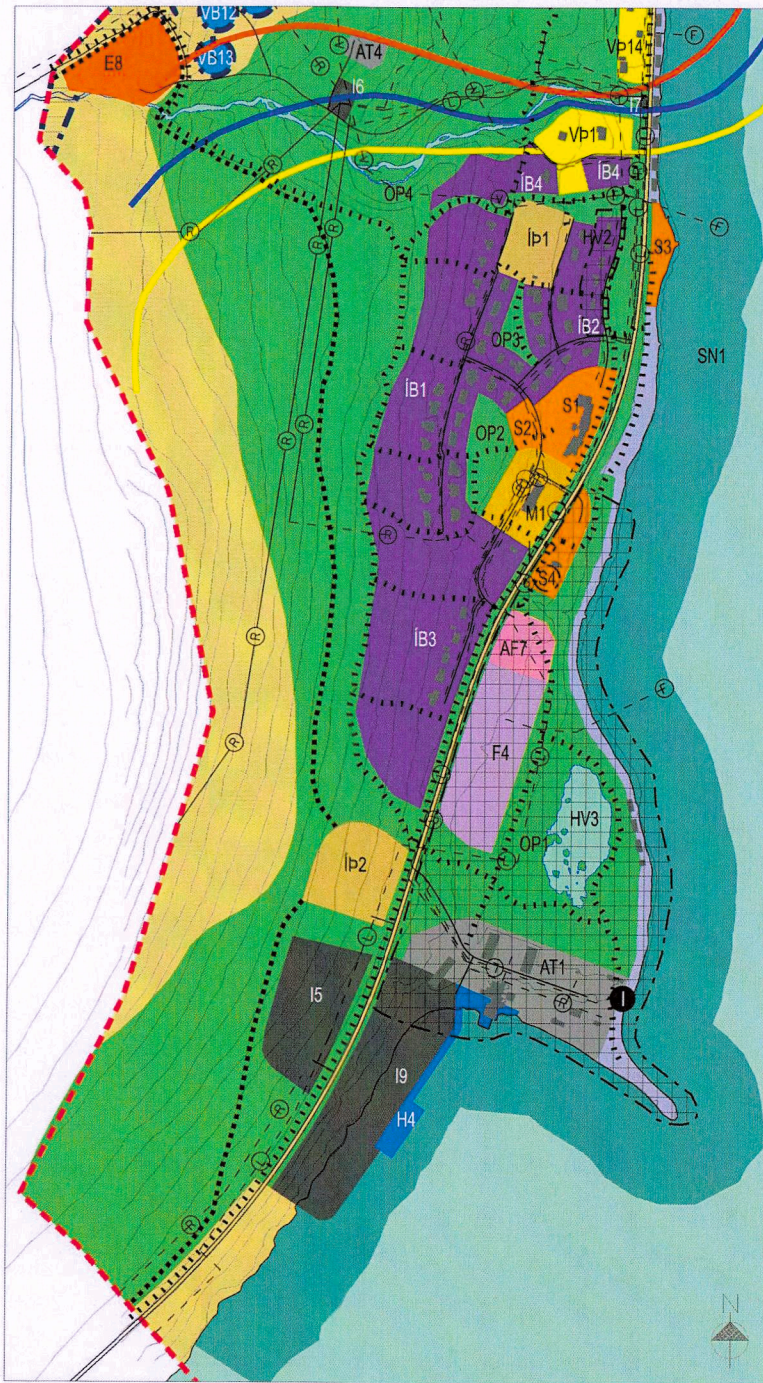 VB12
E8
VB13
AT4
VÞ14
F
I6
I7
L
VÞ1
R
ÍB4
ÍB4
OP4
V
ÍÞ1
HV2
S3
F
R
R
R
OP3
ÍB2
SN1
ÍB1
S1
OP2
S2
R
R
M1
R
S4
ÍB3
AF7
R
F
R
F4
L
HV3
OP1
ÍÞ2
L
AT1
I
R
I5
I9
H4
R
L
R
N